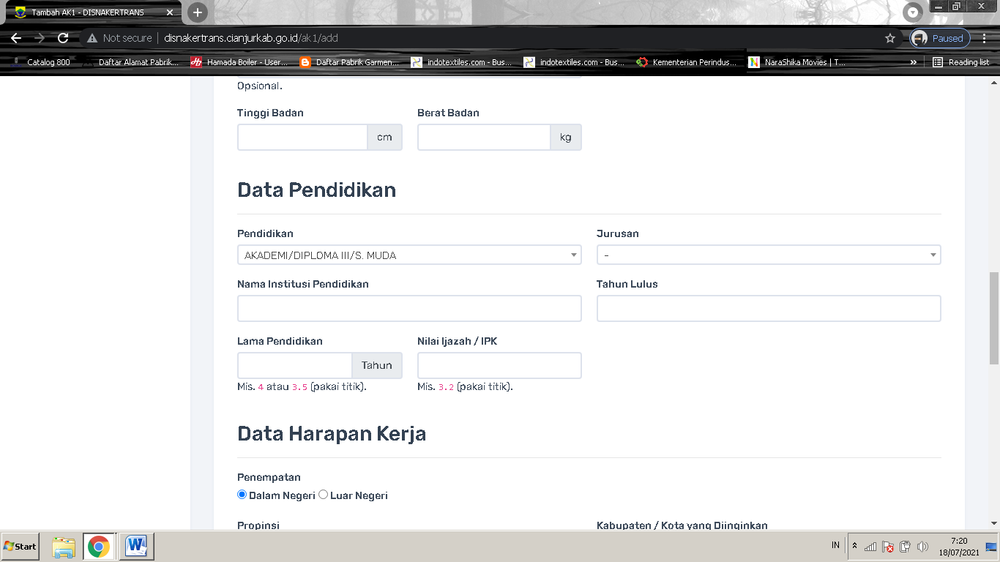 Tambah AK1 - DISNAKERTRANS
Not secure disnakertrans.cianjurkab.go.id/ak1/add Paused
Catalog 800 Daftar Alamat Pabrik... Hamada Boiler - User... Daftar Pabrik Garmen... indotextiles.com - Bus... indotextiles.com - Bus... Kementerian Perindus... NaraShika Movies | T... » Reading list
Opsional.
Tinggi Badan Berat Badan
cm kg
Data Pendidikan
Pendidikan Jurusan
AKADEMI/DIPLOMA III/S. MUDA -
Nama Institusi Pendidikan Tahun Lulus
Lama Pendidikan Nilai Ijazah / IPK
Tahun
Mis. 4 atau 3.5 (pakai titik). Mis. 3.2 (pakai titik).
Data Harapan Kerja
Penempatan
Dalam Negeri Luar Negeri
Propinsi Kabupaten / Kota yang Diinginkan
Start IN 7:20
18/07/2021